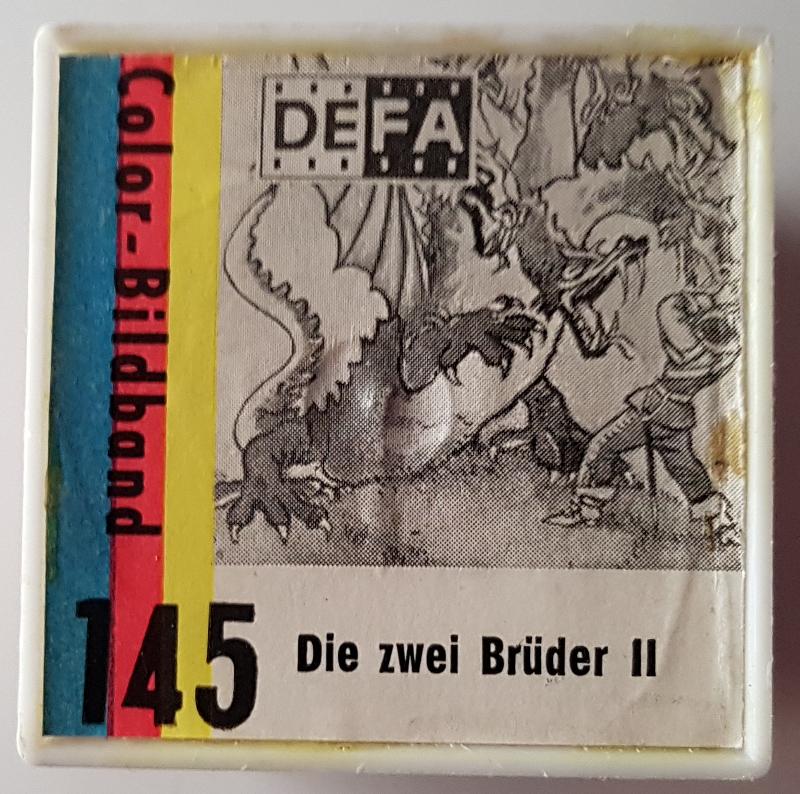 DEFA
Color-Bildband
145
Die zwei Brüder II